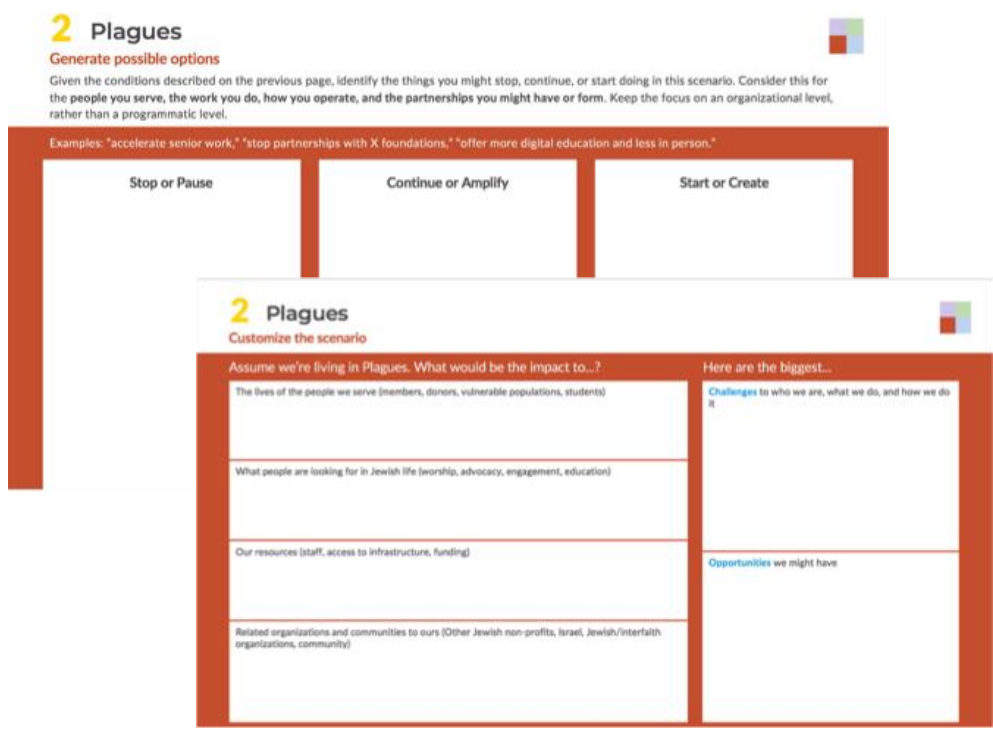 2 Plagues
Generate possible options
Given the conditions described on the previous page, identify the things you might stop, continue, or start doing in this scenario. Consider this for
the people you serve, the work you do, how you operate, and the partnerships you might have or form. Keep the focus on an organizational level,
rather than a programmatic level.
Examples: "accelerate senior work," "stop partnerships with X foundations," "offer more digital education and less in person."
Stop or Pause
Continue or Amplify
Start or Create
2 Plagues
Customize the scenario
Assume we're living in Plagues. What would be the impact to...?
The lives of the people we serve (members, donors, vulnerable populations, students)
What people are looking for in Jewish life (worship, advocacy, engagement, education)
Our resources (staff, access to infrastructure, funding)
Related organizations and communities to ours (Other Jewish non-profits, Israel, Jewish/interfaith
organizations, community)
Here are the biggest...
Challenges to who we are, what we do, and how we do
it
Opportunities we might have